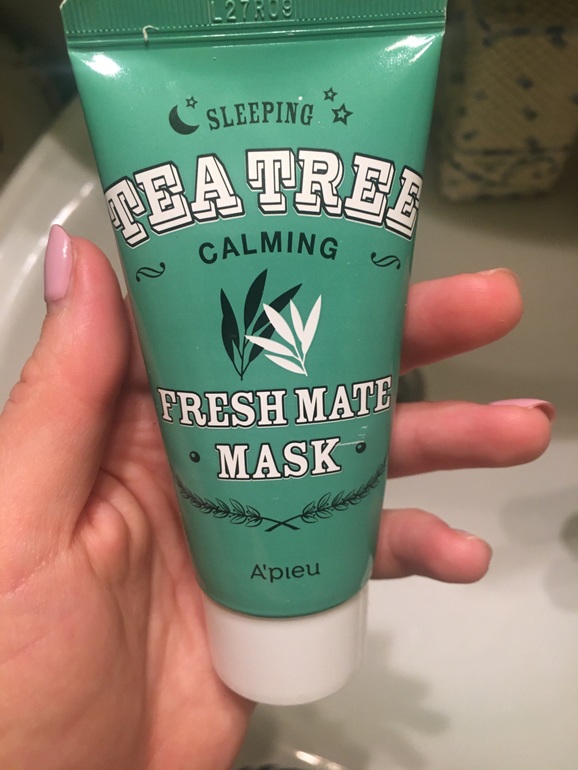 L27R09
SLEEPING
TEA TREE
CALMING
FRESH MATE
MASK
A'pieu